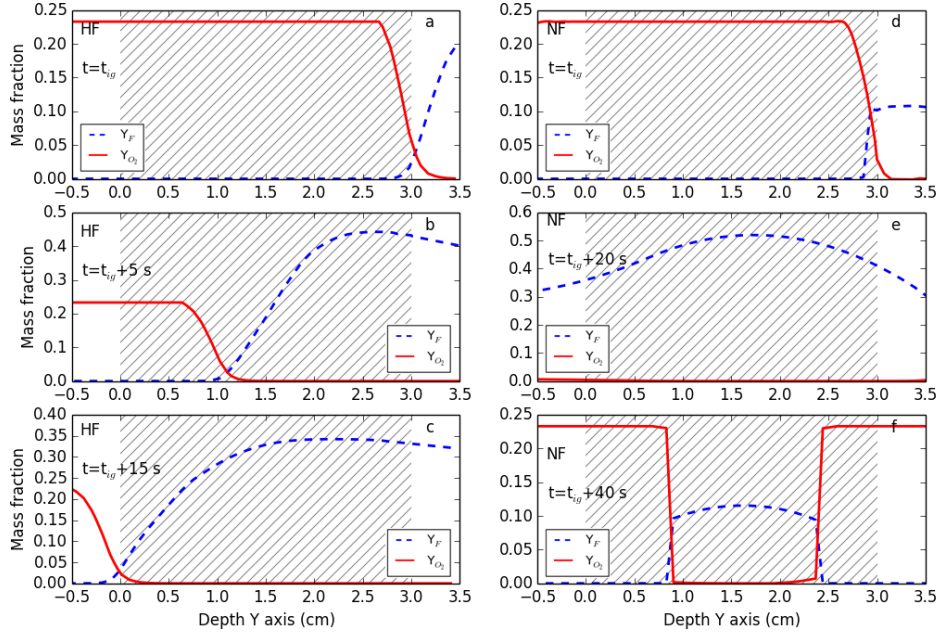 HF
a
t=t_ig
Y_F
Y_O2
Mass fraction
0.25
0.20
0.15
0.10
0.05
0.00
−0.5 0.0 0.5 1.0 1.5 2.0 2.5 3.0 3.5
NF
d
t=t_ig
Y_F
Y_O2
Mass fraction
0.25
0.20
0.15
0.10
0.05
0.00
−0.5 0.0 0.5 1.0 1.5 2.0 2.5 3.0 3.5
HF
b
t=t_ig+5 s
Y_F
Y_O2
Mass fraction
0.5
0.4
0.3
0.2
0.1
0.0
−0.5 0.0 0.5 1.0 1.5 2.0 2.5 3.0 3.5
NF
e
t=t_ig+20 s
Y_F
Y_O2
0.6
0.5
0.4
0.3
0.2
0.1
0.0
−0.5 0.0 0.5 1.0 1.5 2.0 2.5 3.0 3.5
HF
c
t=t_ig+15 s
Y_F
Y_O2
Mass fraction
0.40
0.35
0.30
0.25
0.20
0.15
0.10
0.05
0.00
−0.5 0.0 0.5 1.0 1.5 2.0 2.5 3.0 3.5
Depth Y axis (cm)
f
NF
t=t_ig+40 s
Y_F
Y_O2
0.25
0.20
0.15
0.10
0.05
0.00
−0.5 0.0 0.5 1.0 1.5 2.0 2.5 3.0 3.5
Depth Y axis (cm)